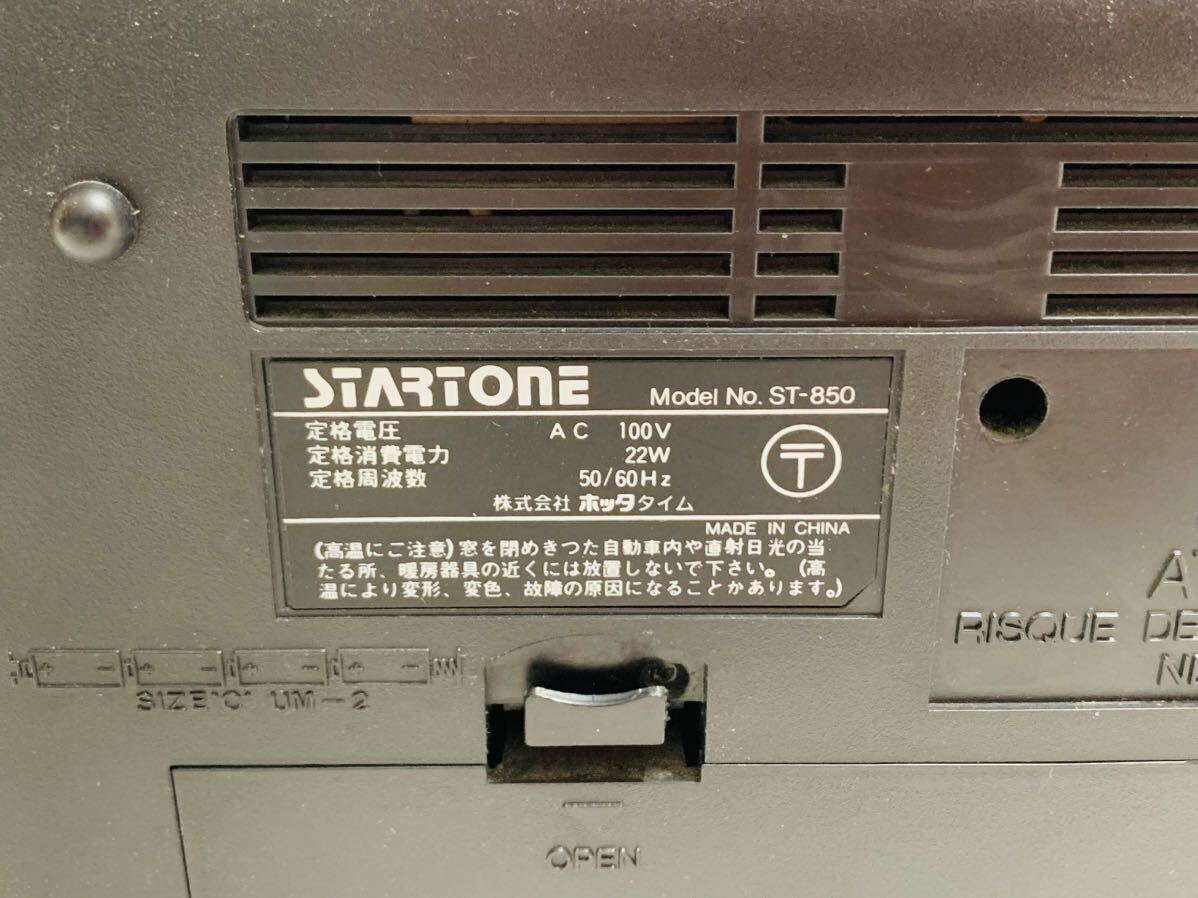 STARTONE Model No. ST-850
定格電圧 AC 100V
定格消費電力 22W
定格周波数 50/60Hz
〒
株式会社 ホッタタイム
MADE IN CHINA
(高温にご注意)窓を閉めきつた自動車内や直射日光の当
たる所、暖房器具の近くには放置しないで下さい。(高
温により変形、変色、故障の原因になることかあります。)
SIZE "C" UM-2
RISQUE DE
OPEN